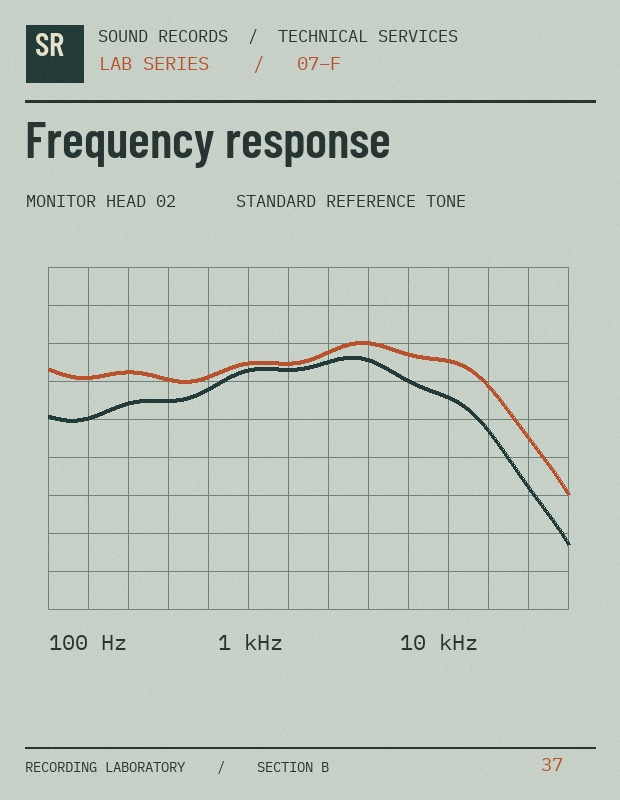 SR
SOUND RECORDS / TECHNICAL SERVICES
LAB SERIES / 07–F
Frequency response
MONITOR HEAD 02 STANDARD REFERENCE TONE
100 Hz 1 kHz 10 kHz
RECORDING LABORATORY / SECTION B 37